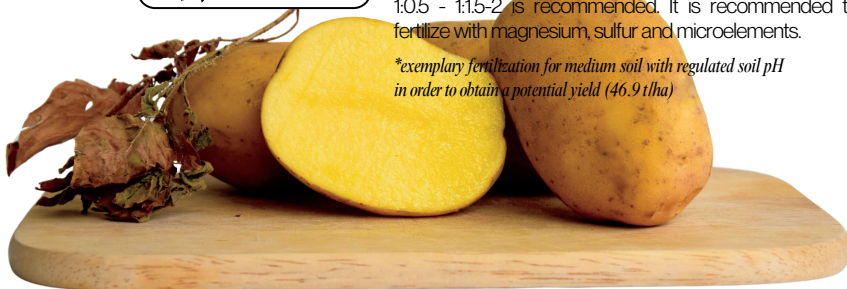 1:0.5 - 1:1.5-2 is recommended. It is recommended t
fertilize with magnesium, sulfur and microelements.
*exemplary fertilization for medium soil with regulated soil pH
in order to obtain a potential yield (46.9 t/ha)